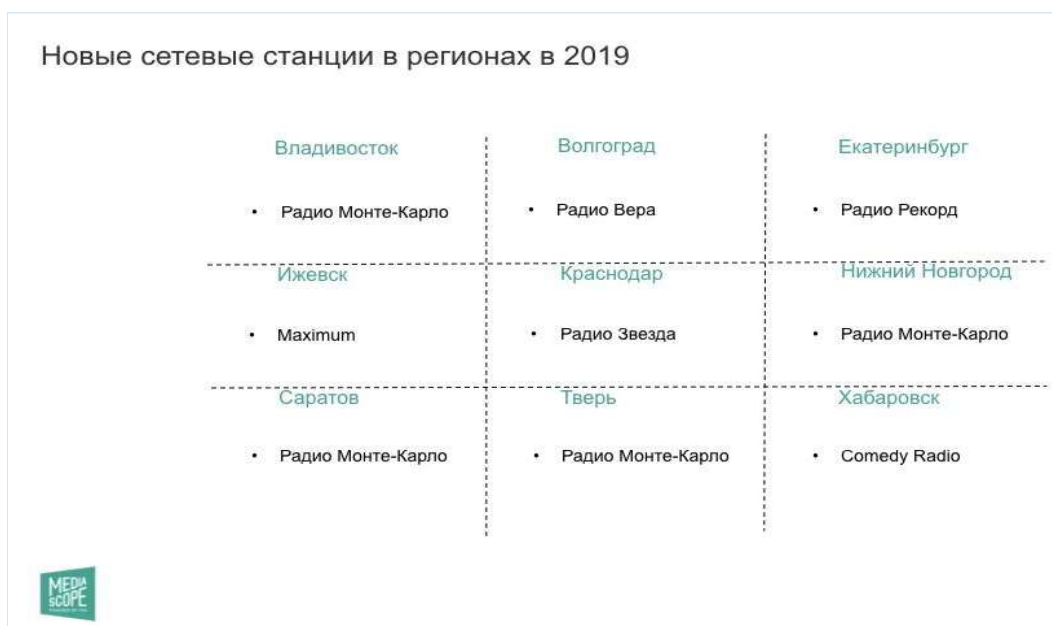 Новые сетевые станции в регионах в 2019
Владивосток
• Радио Монте-Карло
Волгоград
• Радио Вера
Екатеринбург
• Радио Рекорд
Ижевск
• Maximum
Краснодар
• Радио Звезда
Нижний Новгород
• Радио Монте-Карло
Саратов
• Радио Монте-Карло
Тверь
• Радио Монте-Карло
Хабаровск
• Comedy Radio
MEDIA
SCOPE